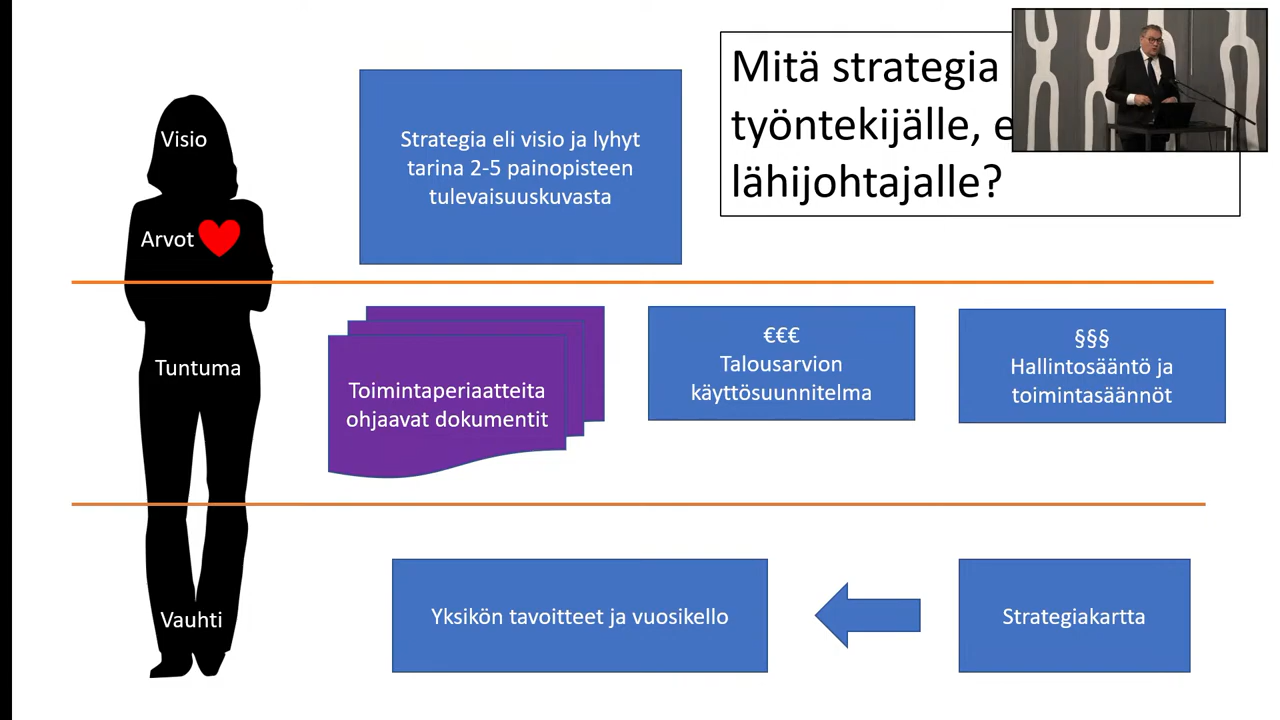 Mitä strategia
työntekijälle,
lähijohtajalle?
Visio
Strategia eli visio ja lyhyt
tarina 2-5 painopisteen
tulevaisuuskuvasta
Arvot
Tuntuma
Toimintaperiaatteita
ohjaavat dokumentit
€€€
Talousarvion
käyttösuunnitelma
§§§
Hallintosääntö ja
toimintasäännöt
Vauhti
Yksikön tavoitteet ja vuosikello
Strategiakartta